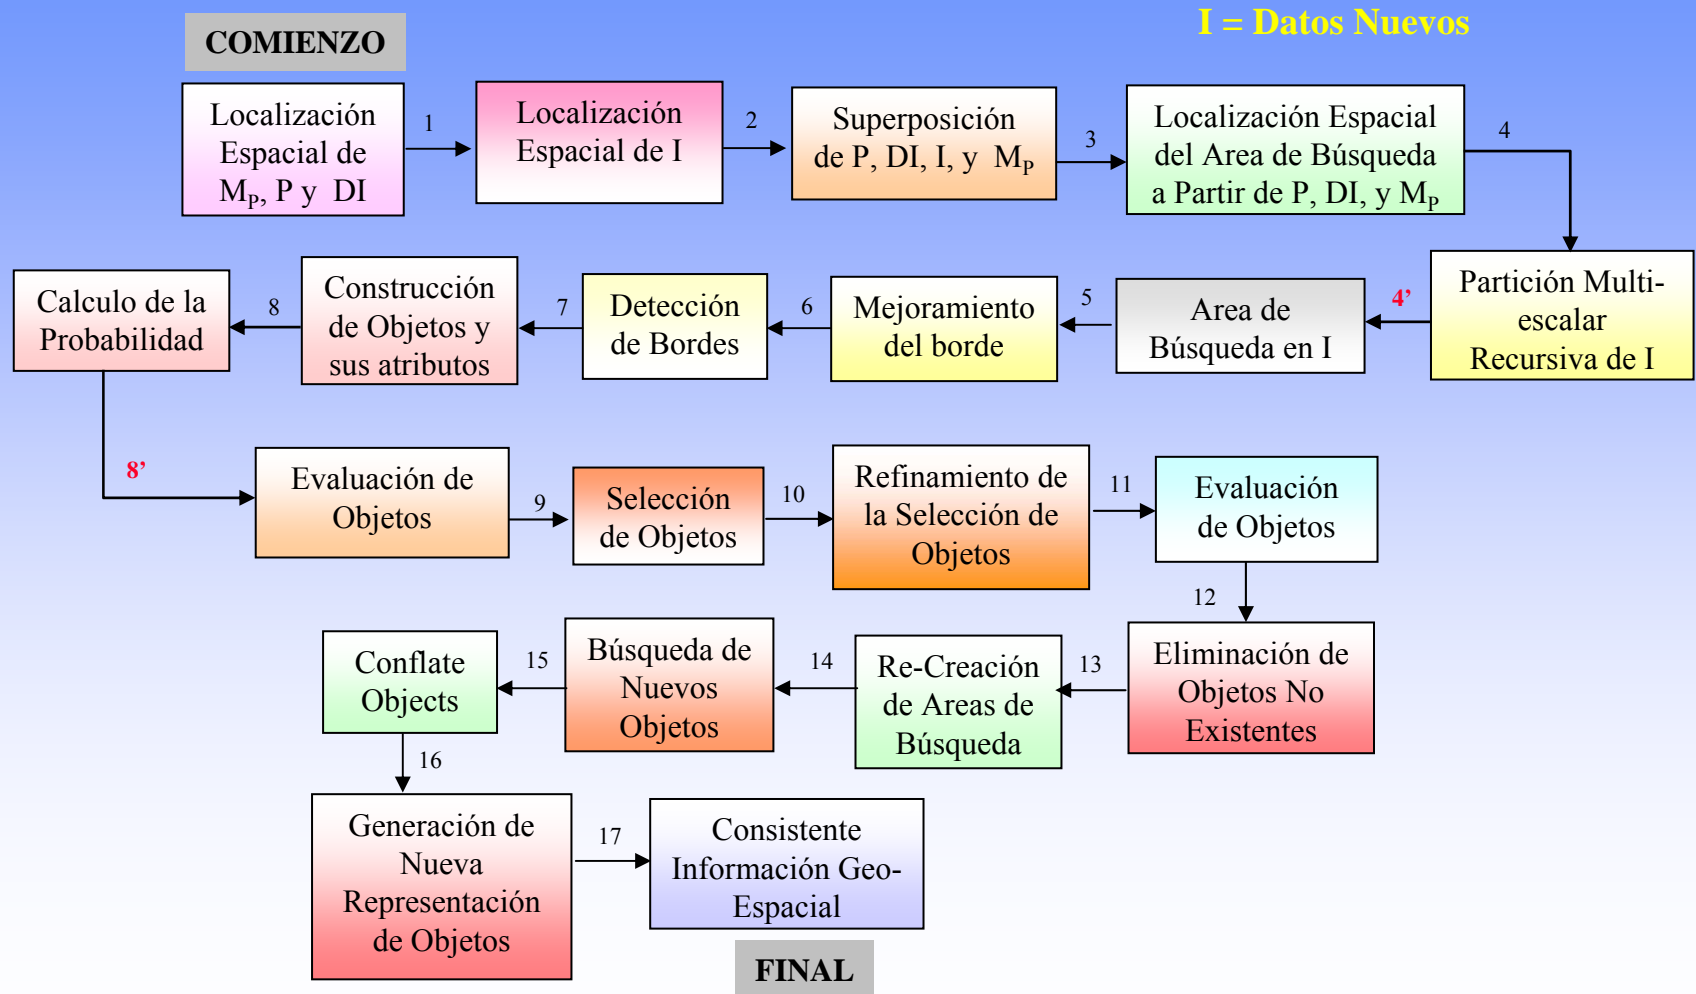 I = Datos Nuevos
COMIENZO
Localización
Espacial de
M_P, P y DI
1
Localización
Espacial de I
2
Superposición
de P, DI, I, y M_P
3
Localización Espacial
del Area de Búsqueda
a Partir de P, DI, y M_P
4
Partición Multi-
escalar
Recursiva de I
4’
Area de
Búsqueda en I
5
Mejoramiento
del borde
6
Detección
de Bordes
7
Construcción
de Objetos y
sus atributos
8
Calculo de la
Probabilidad
8’
Evaluación de
Objetos
9
Selección
de Objetos
10
Refinamiento de
la Selección de
Objetos
11
Evaluación
de Objetos
12
Eliminación de
Objetos No
Existentes
13
Re-Creación
de Areas de
Búsqueda
14
Búsqueda de
Nuevos
Objetos
15
Conflate
Objects
16
Generación de
Nueva
Representación
de Objetos
17
Consistente
Información Geo-
Espacial
FINAL